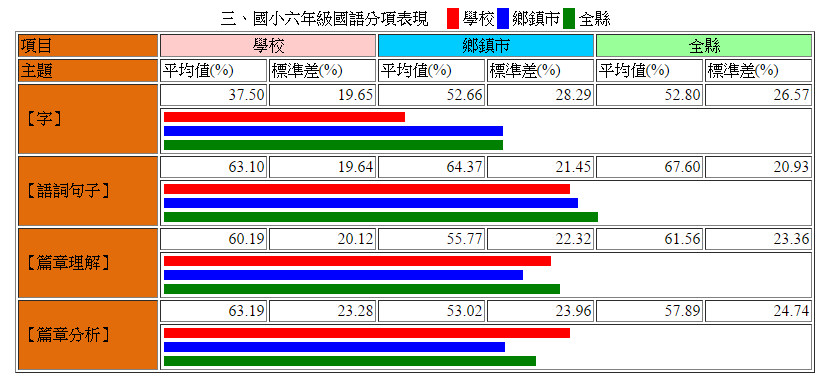 三、國小六年級國語分項表現 學校 鄉鎮市 全縣
項目 學校 鄉鎮市 全縣
主題 平均值(%) 標準差(%) 平均值(%) 標準差(%) 平均值(%) 標準差(%)
【字】 37.50 19.65 52.66 28.29 52.80 26.57
【語詞句子】 63.10 19.64 64.37 21.45 67.60 20.93
【篇章理解】 60.19 20.12 55.77 22.32 61.56 23.36
【篇章分析】 63.19 23.28 53.02 23.96 57.89 24.74